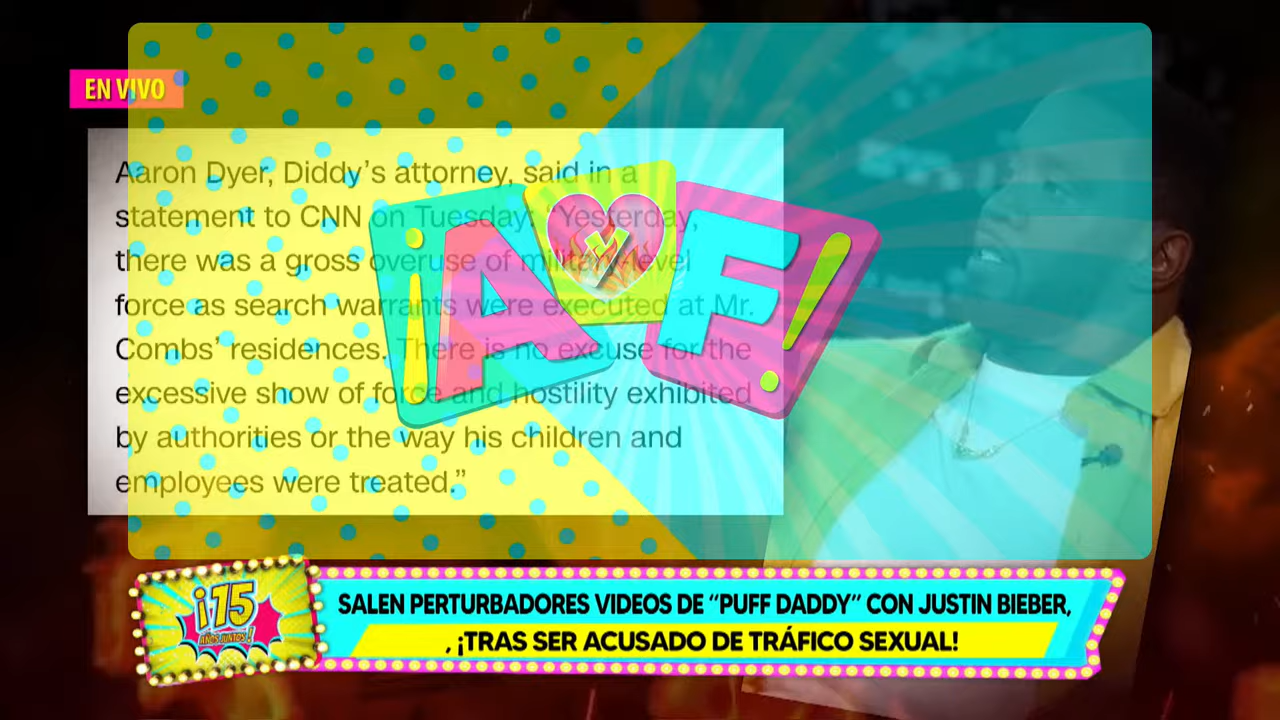 EN VIVO
Aaron Dyer, Diddy’s attorney, said in a
statement to CNN on Tuesday: “Yesterday,
there was a gross overuse of military-level
force as search warrants were executed at Mr.
Combs’ residences. There is no excuse for the
excessive show of force and hostility exhibited
by authorities or the way his children and
employees were treated.”
¡A F!
¡15
AÑOS JUNTOS!
SALEN PERTURBADORES VIDEOS DE “PUFF DADDY” CON JUSTIN BIEBER,
, ¡TRAS SER ACUSADO DE TRÁFICO SEXUAL!